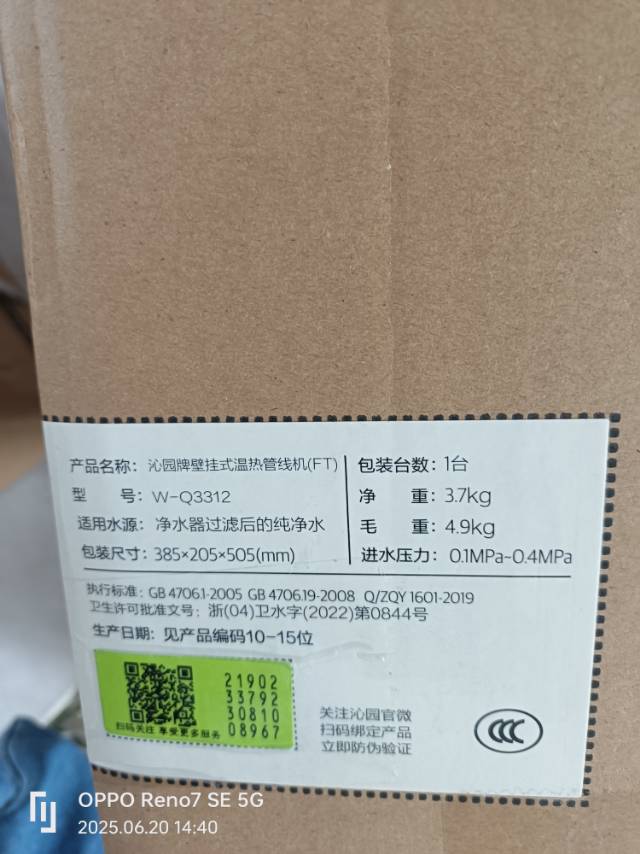 产品名称：沁园牌壁挂式温热管线机(FT)
型 号：W-Q3312
适用水源：净水器过滤后的纯净水
包装尺寸：385×205×505(mm)
包装台数：1台
净 重：3.7kg
毛 重：4.9kg
进水压力：0.1MPa~0.4MPa
执行标准：GB 4706.1-2005 GB 4706.19-2008 Q/ZQY 1601-2019
卫生许可批准文号：浙(04)卫水字(2022)第0844号
生产日期：见产品编码10-15位
21902
33792
30810
08967
扫码关注 享受更多服务
关注沁园官微
扫码绑定产品
立即防伪验证
CCC
OPPO Reno7 SE 5G
2025.06.20 14:40